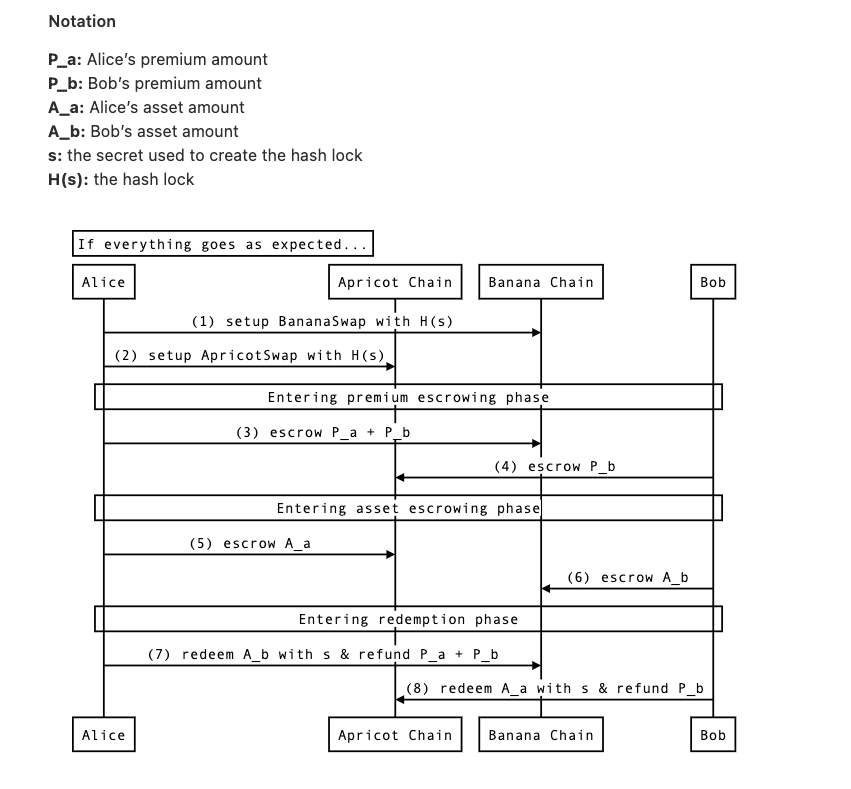 Notation
P_a: Alice’s premium amount
P_b: Bob’s premium amount
A_a: Alice’s asset amount
A_b: Bob’s asset amount
s: the secret used to create the hash lock
H(s): the hash lock
If everything goes as expected...
Alice
Apricot Chain
Banana Chain
Bob
(1) setup BananaSwap with H(s)
(2) setup ApricotSwap with H(s)
Entering premium escrowing phase
(3) escrow P_a + P_b
(4) escrow P_b
Entering asset escrowing phase
(5) escrow A_a
(6) escrow A_b
Entering redemption phase
(7) redeem A_b with s & refund P_a + P_b
(8) redeem A_a with s & refund P_b
Alice
Apricot Chain
Banana Chain
Bob